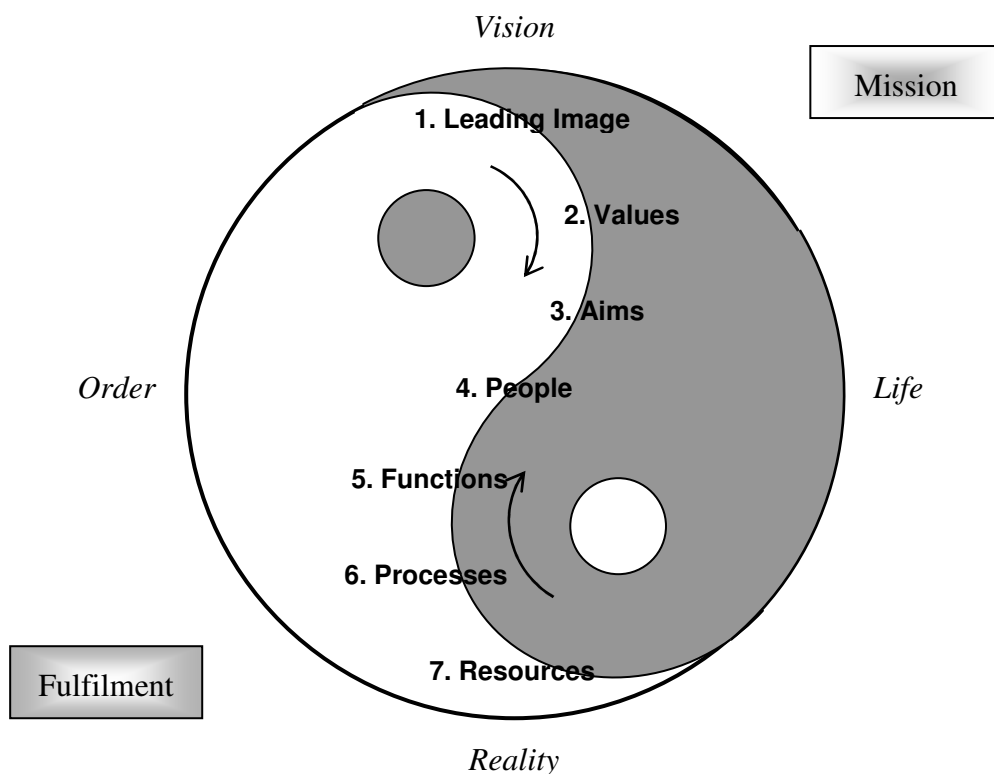 Vision
Mission
1. Leading Image
2. Values
3. Aims
Order
4. People
Life
5. Functions
6. Processes
7. Resources
Fulfilment
Reality